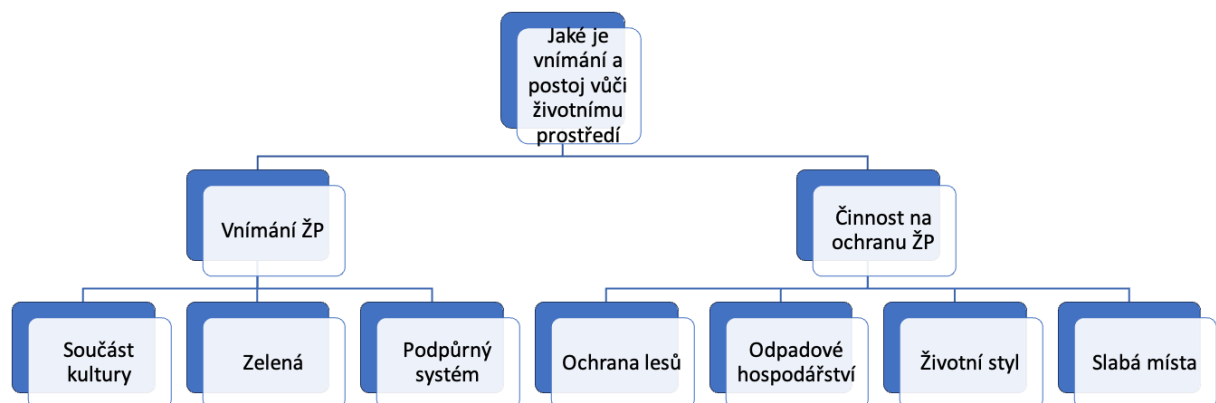 Jaké je
vnímání a
postoj vůči
životnímu
prostředí
Vnímání ŽP
Činnost na
ochranu ŽP
Součást
kultury
Zelená
Podpůrný
systém
Ochrana lesů
Odpadové
hospodářství
Životní styl
Slabá místa